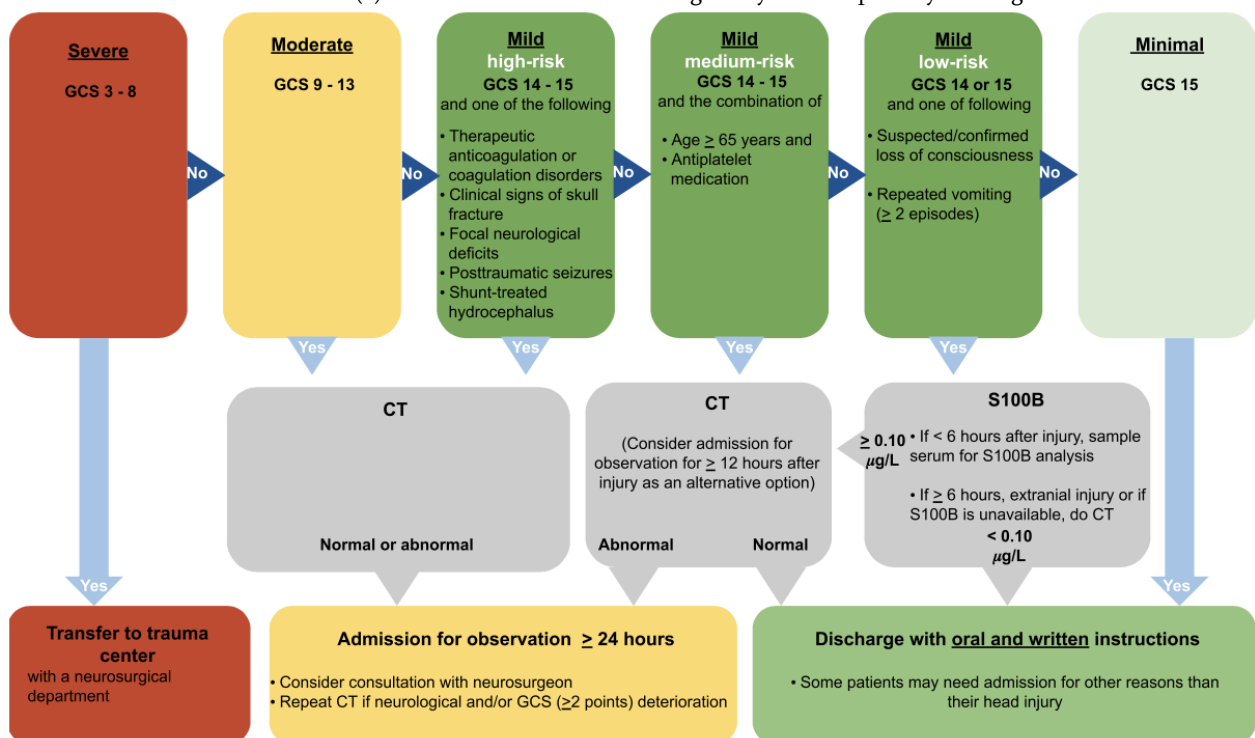 Severe
GCS 3 - 8
No
Moderate
GCS 9 - 13
No
Mild
high-risk
GCS 14 - 15
and one of the following
• Therapeutic
anticoagulation or
coagulation disorders
• Clinical signs of skull
fracture
• Focal neurological
deficits
• Posttraumatic seizures
• Shunt-treated
hydrocephalus
No
Mild
medium-risk
GCS 14 - 15
and the combination of
• Age ≥ 65 years and
• Antiplatelet
medication
No
Mild
low-risk
GCS 14 or 15
and one of following
• Suspected/confirmed
loss of consciousness
• Repeated vomiting
(≥ 2 episodes)
No
Minimal
GCS 15
Yes
Yes
Yes
Yes
CT
Normal or abnormal
CT
(Consider admission for
observation for ≥ 12 hours after
injury as an alternative option)
Abnormal
Normal
≥ 0.10
µg/L
S100B
• If < 6 hours after injury, sample
serum for S100B analysis
• If ≥ 6 hours, extranial injury or if
S100B is unavailable, do CT
< 0.10
µg/L
Yes
Yes
Transfer to trauma
center
with a neurosurgical
department
Admission for observation ≥ 24 hours
• Consider consultation with neurosurgeon
• Repeat CT if neurological and/or GCS (≥2 points) deterioration
Discharge with oral and written instructions
• Some patients may need admission for other reasons than
their head injury